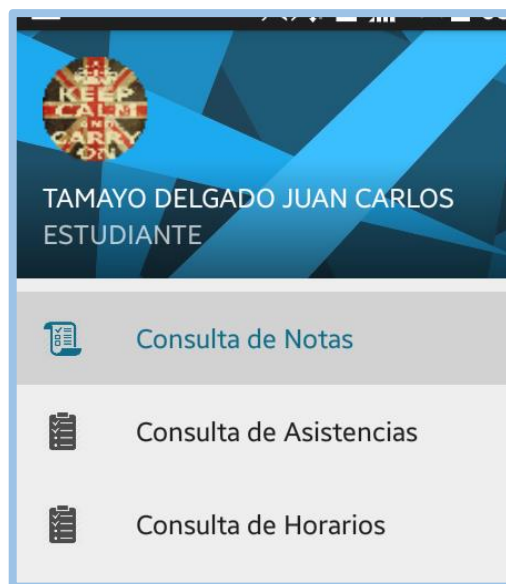 KEEP
CALM
AND
CARRY
ON
TAMAYO DELGADO JUAN CARLOS
ESTUDIANTE
Consulta de Notas
Consulta de Asistencias
Consulta de Horarios